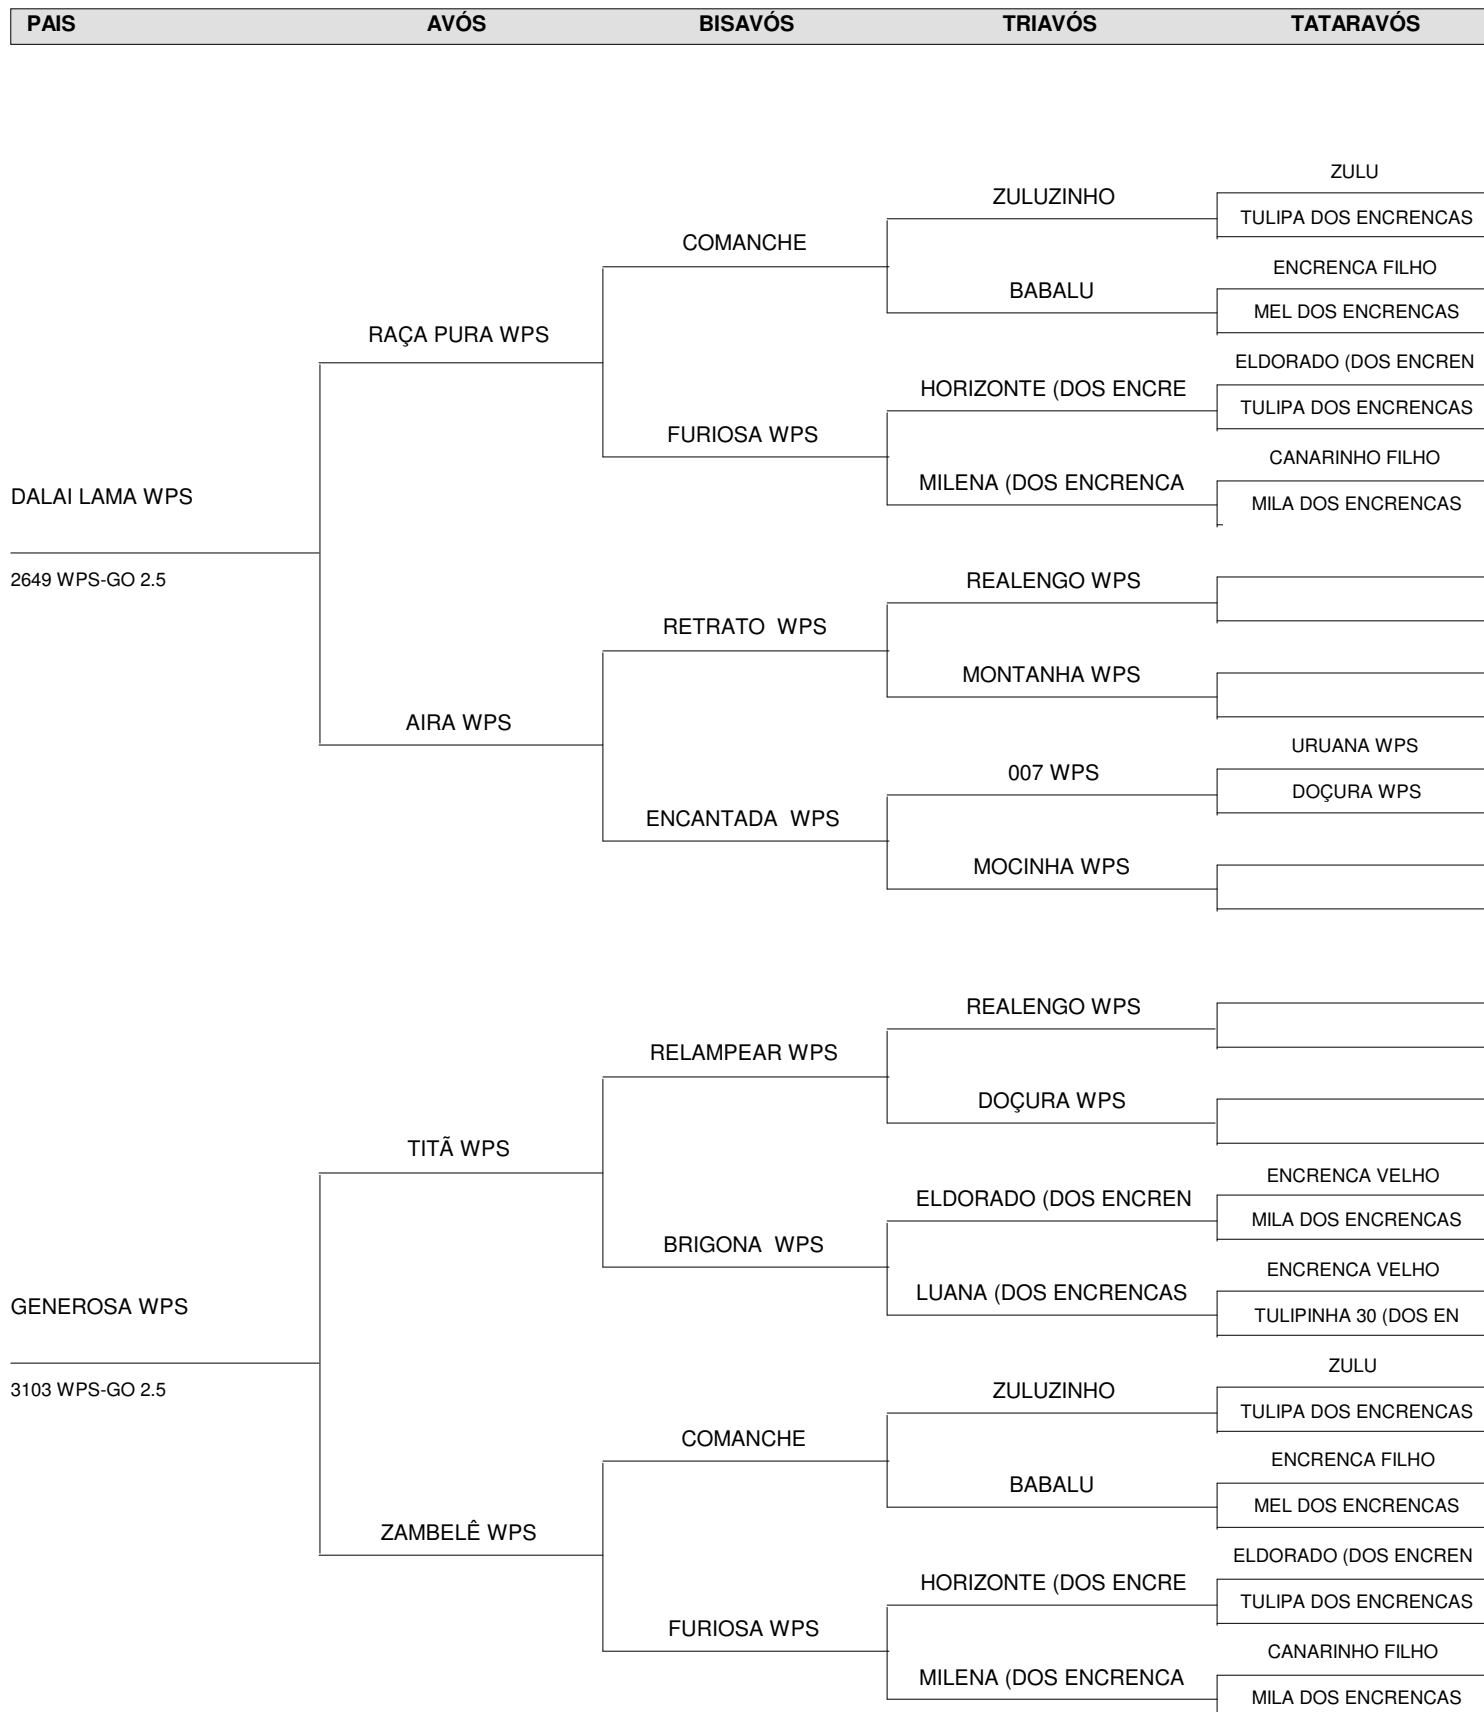 PAIS AVÓS BISAVÓS TRIAVÓS TATARAVÓS
ZULU
ZULUZINHO
TULIPA DOS ENCRENCAS
COMANCHE
ENCRENCA FILHO
BABALU
MEL DOS ENCRENCAS
RAÇA PURA WPS
ELDORADO (DOS ENCREN
HORIZONTE (DOS ENCRE
TULIPA DOS ENCRENCAS
FURIOSA WPS
CANARINHO FILHO
MILENA (DOS ENCRENCA
MILA DOS ENCRENCAS
DALAI LAMA WPS
2649 WPS-GO 2.5
REALENGO WPS
RETRATO WPS
MONTANHA WPS
AIRA WPS
URUANA WPS
007 WPS
DOÇURA WPS
ENCANTADA WPS
MOCINHA WPS
REALENGO WPS
RELAMPEAR WPS
DOÇURA WPS
TITÃ WPS
ENCRENCA VELHO
ELDORADO (DOS ENCREN
MILA DOS ENCRENCAS
BRIGONA WPS
ENCRENCA VELHO
LUANA (DOS ENCRENCAS
TULIPINHA 30 (DOS EN
GENEROSA WPS
3103 WPS-GO 2.5
ZULU
ZULUZINHO
TULIPA DOS ENCRENCAS
COMANCHE
ENCRENCA FILHO
BABALU
MEL DOS ENCRENCAS
ZAMBELÊ WPS
ELDORADO (DOS ENCREN
HORIZONTE (DOS ENCRE
TULIPA DOS ENCRENCAS
FURIOSA WPS
CANARINHO FILHO
MILENA (DOS ENCRENCA
MILA DOS ENCRENCAS